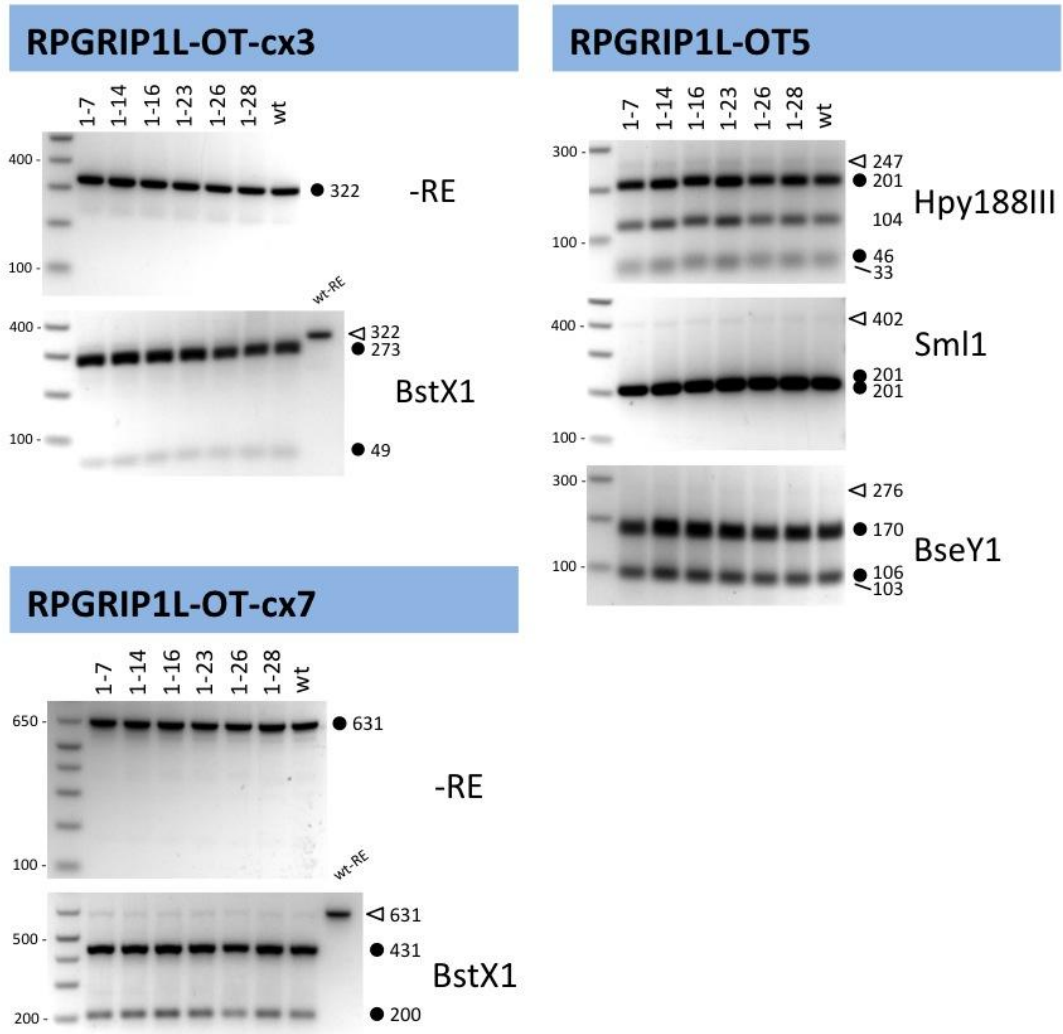 RPGRIP1L-OT-cx3
1-7 1-14 1-16 1-23 1-26 1-28 wt
400 -
● 322
-RE
100 -
wt-RE
400 -
◁ 322
● 273
BstX1
100 -
● 49
RPGRIP1L-OT5
1-7 1-14 1-16 1-23 1-26 1-28 wt
300 -
◁ 247
● 201
Hpy188III
104
100 -
● 46
33
400 -
◁ 402
Sml1
● 201
● 201
100 -
300 -
◁ 276
● 170
BseY1
100 -
● 106
103
RPGRIP1L-OT-cx7
1-7 1-14 1-16 1-23 1-26 1-28 wt
650 -
● 631
-RE
100 -
wt-RE
◁ 631
500 -
● 431
BstX1
200 -
● 200